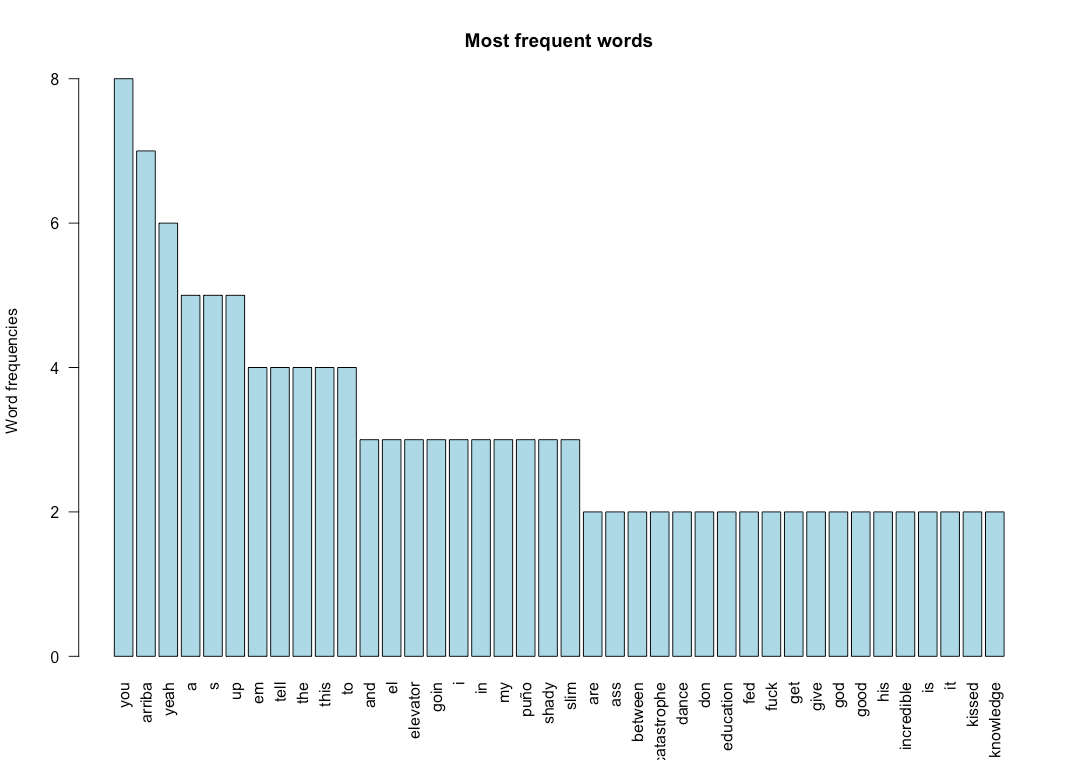 Most frequent words
Word frequencies
8
6
4
2
0
you
arriba
yeah
a
s
up
em
tell
the
this
to
and
el
elevator
goin
i
in
my
puño
shady
slim
are
ass
between
catastrophe
dance
don
education
fed
fuck
get
give
god
good
his
incredible
is
it
kissed
knowledge